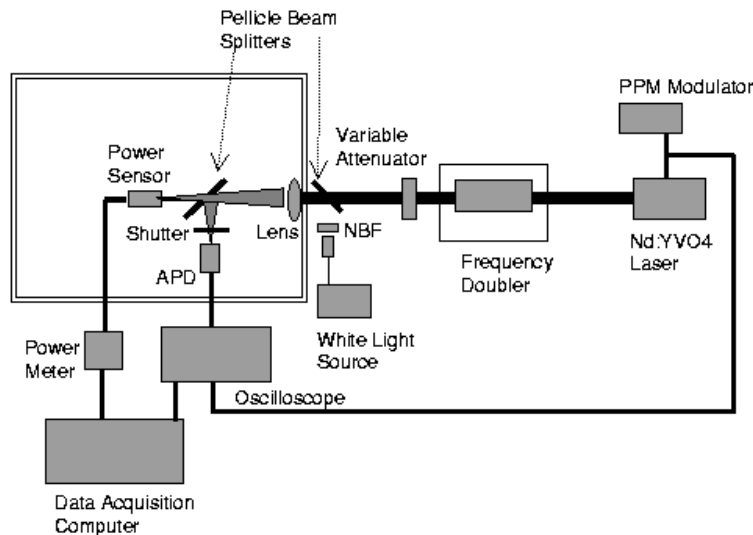 Pellicle Beam
Splitters
PPM Modulator
Variable
Attenuator
Power
Sensor
Shutter
Lens
NBF
APD
Nd:YVO4
Laser
Frequency
Doubler
White Light
Source
Power
Meter
Oscilloscope
Data Acquisition
Computer